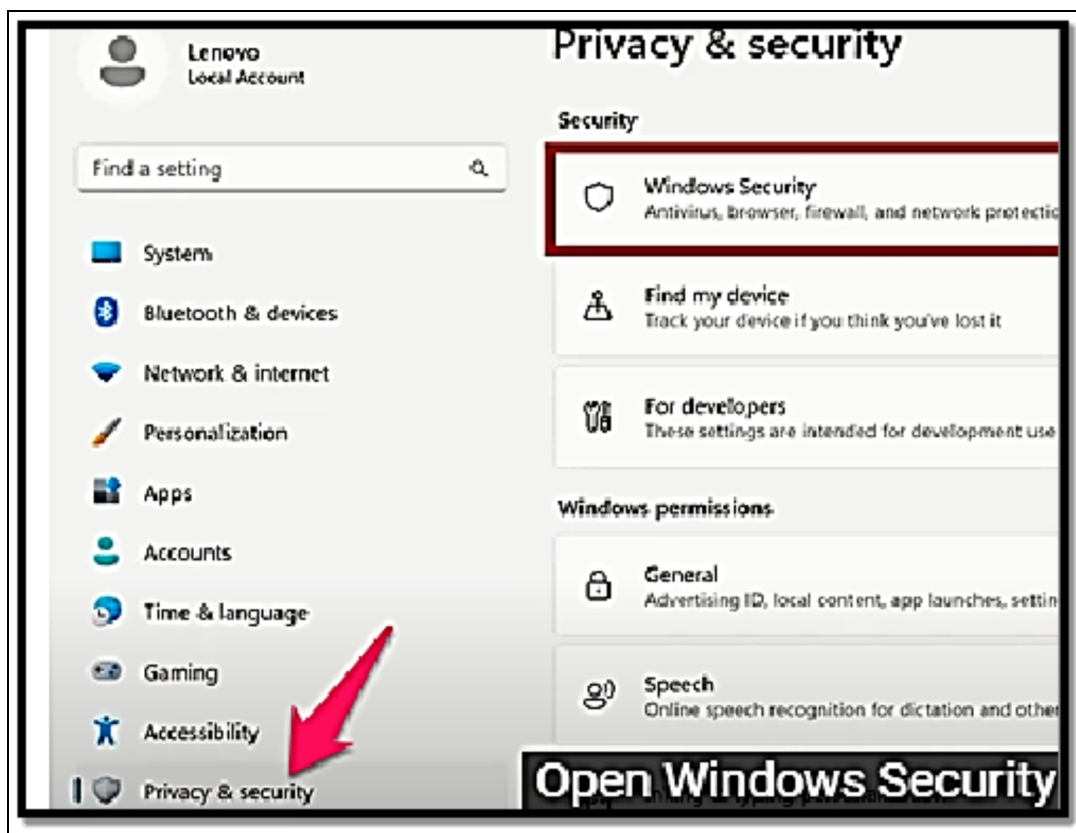 Lenovo
Local Account
Find a setting
System
Bluetooth & devices
Network & internet
Personalization
Apps
Accounts
Time & language
Gaming
Accessibility
Privacy & security
Privacy & security
Security
Windows Security
Antivirus, browser, firewall, and network protectio
Find my device
Track your device if you think you've lost it
For developers
These settings are intended for development use
Windows permissions
General
Advertising ID, local content, app launches, settin
Speech
Online speech recognition for dictation and other
Open Windows Security